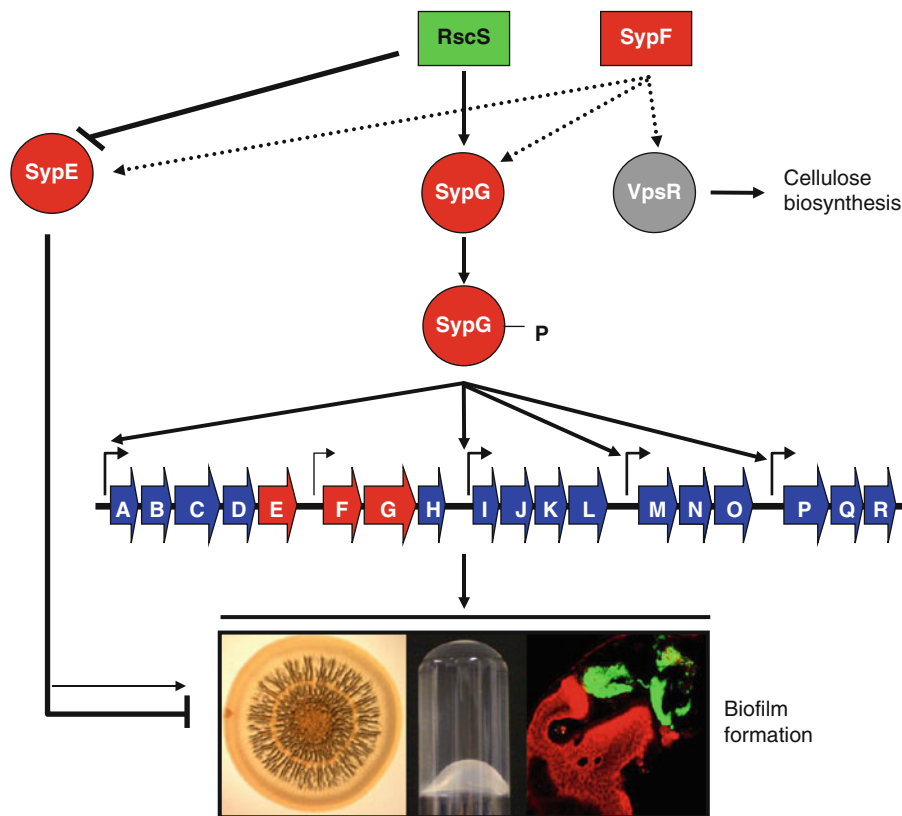 RscS
SypF
SypE
SypG
VpsR
Cellulose
biosynthesis
SypG
P
A B C D E F G H I J K L M N O P Q R
Biofilm
formation